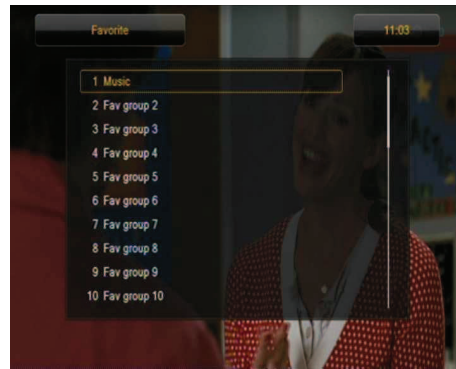 Favorite
11:03
1 Music
2 Fav group 2
3 Fav group 3
4 Fav group 4
5 Fav group 5
6 Fav group 6
7 Fav group 7
8 Fav group 8
9 Fav group 9
10 Fav group 10